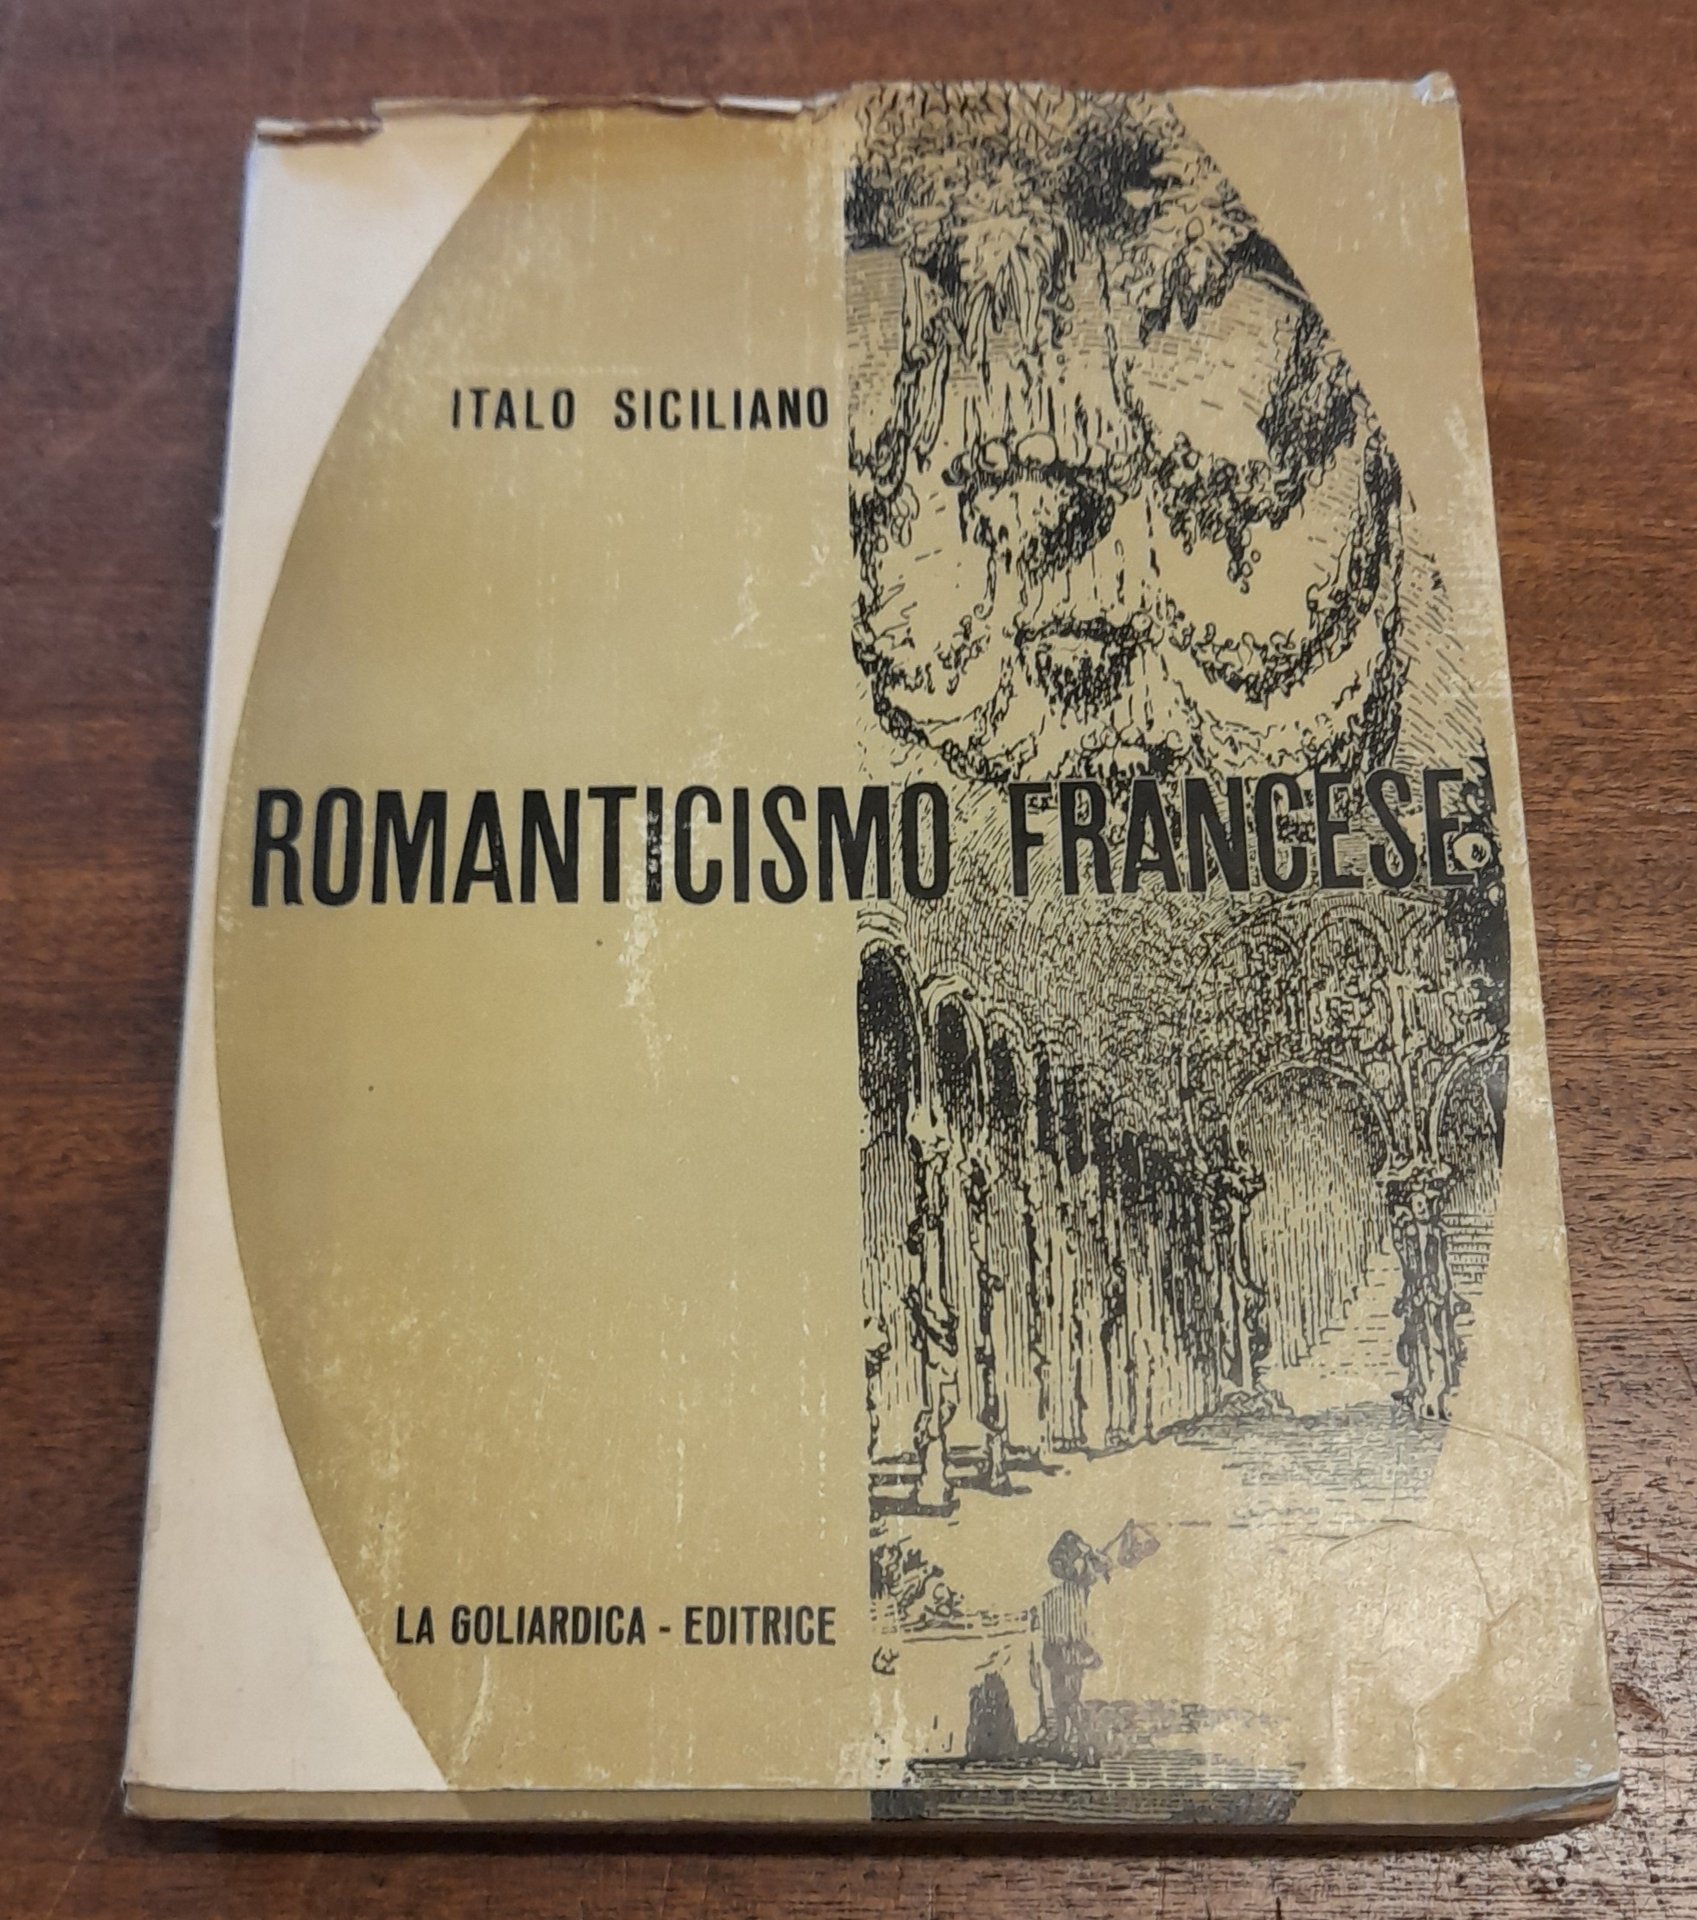 ITALO SICILIANO
ROMANTICISMO FRANCESE
LA GOLIARDICA - EDITRICE